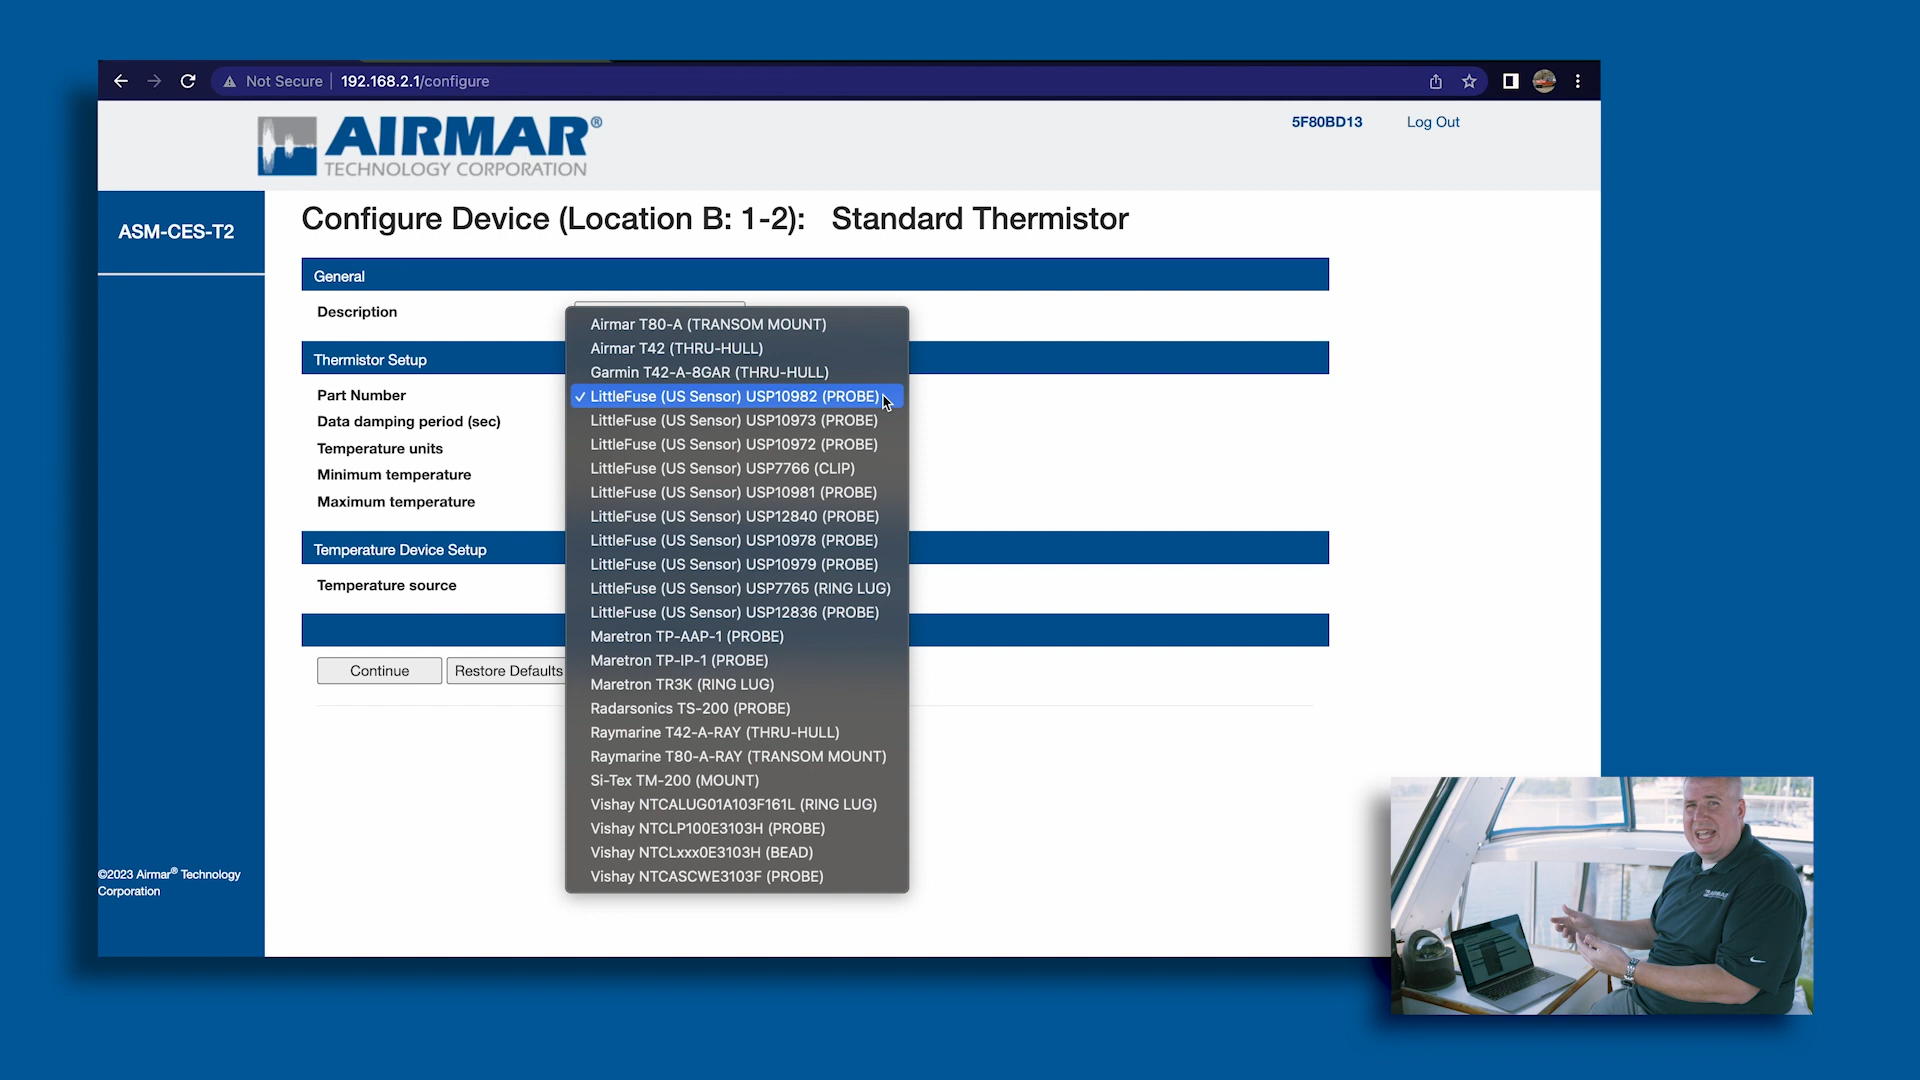 Not Secure
192.168.2.1/configure
AIRMAR®
TECHNOLOGY CORPORATION
5F80BD13
Log Out
ASM-CES-T2
Configure Device (Location B: 1-2): Standard Thermistor
General
Description
Thermistor Setup
Part Number
Data damping period (sec)
Temperature units
Minimum temperature
Maximum temperature
Temperature Device Setup
Temperature source
Continue
Restore Defaults
Airmar T80-A (TRANSOM MOUNT)
Airmar T42 (THRU-HULL)
Garmin T42-A-8GAR (THRU-HULL)
✓ LittleFuse (US Sensor) USP10982 (PROBE)
LittleFuse (US Sensor) USP10973 (PROBE)
LittleFuse (US Sensor) USP10972 (PROBE)
LittleFuse (US Sensor) USP7766 (CLIP)
LittleFuse (US Sensor) USP10981 (PROBE)
LittleFuse (US Sensor) USP12840 (PROBE)
LittleFuse (US Sensor) USP10978 (PROBE)
LittleFuse (US Sensor) USP10979 (PROBE)
LittleFuse (US Sensor) USP7765 (RING LUG)
LittleFuse (US Sensor) USP12836 (PROBE)
Maretron TP-AAP-1 (PROBE)
Maretron TP-IP-1 (PROBE)
Maretron TR3K (RING LUG)
Radarsonics TS-200 (PROBE)
Raymarine T42-A-RAY (THRU-HULL)
Raymarine T80-A-RAY (TRANSOM MOUNT)
Si-Tex TM-200 (MOUNT)
Vishay NTCALUG01A103F161L (RING LUG)
Vishay NTCLP100E3103H (PROBE)
Vishay NTCLxxx0E3103H (BEAD)
Vishay NTCASCWE3103F (PROBE)
©2023 Airmar® Technology
Corporation